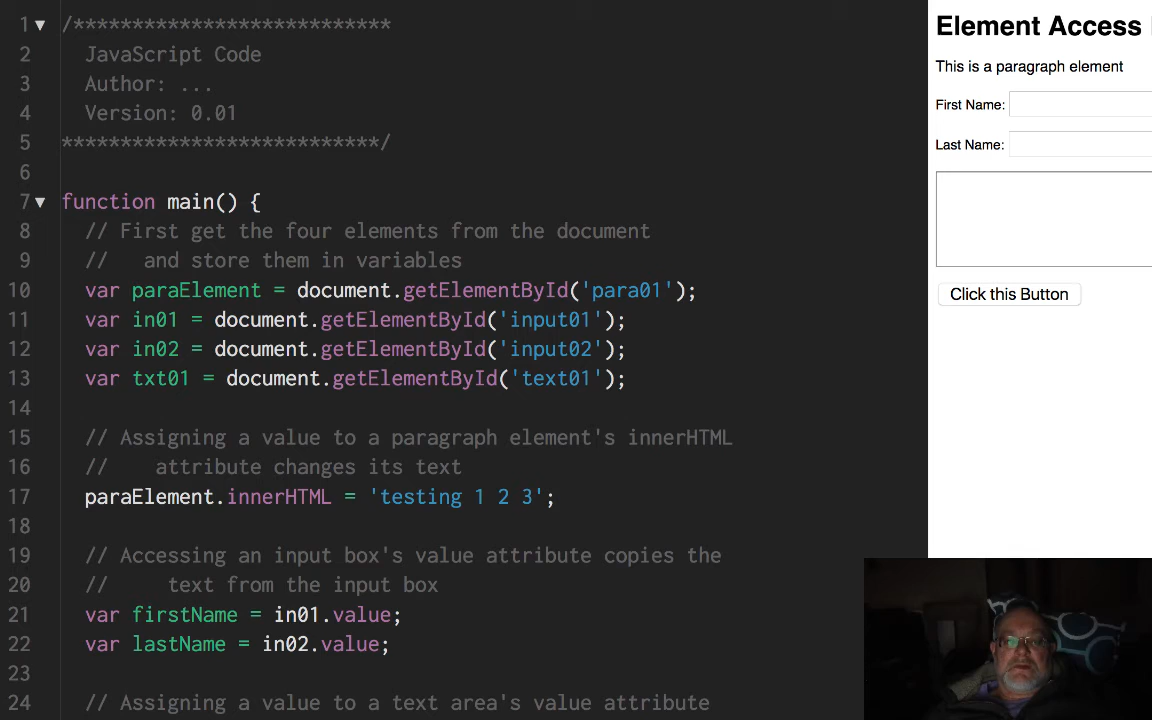 1 /***************************
2 JavaScript Code
3 Author: ...
4 Version: 0.01
5 ***************************/
6
7 function main() {
8 // First get the four elements from the document
9 //   and store them in variables
10 var paraElement = document.getElementById('para01');
11 var in01 = document.getElementById('input01');
12 var in02 = document.getElementById('input02');
13 var txt01 = document.getElementById('text01');
14
15 // Assigning a value to a paragraph element's innerHTML
16 //    attribute changes its text
17 paraElement.innerHTML = 'testing 1 2 3';
18
19 // Accessing an input box's value attribute copies the
20 //     text from the input box
21 var firstName = in01.value;
22 var lastName = in02.value;
23
24 // Assigning a value to a text area's value attribute
Element Access
This is a paragraph element
First Name:
Last Name:
Click this Button